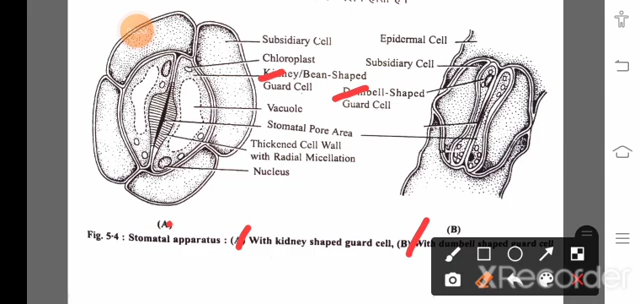 Subsidiary Cell
Chloroplast
Kidney/Bean-Shaped
Guard Cell
Vacuole
Stomatal Pore Area
Thickened Cell Wall
with Radial Micellation
Nucleus
Epidermal Cell
Subsidiary Cell
Dumbell-Shaped
Guard Cell
(A)
(B)
Fig. 5·4 : Stomatal apparatus : (A) With kidney shaped guard cell, (B) With dumbell shaped guard cell
XRecorder